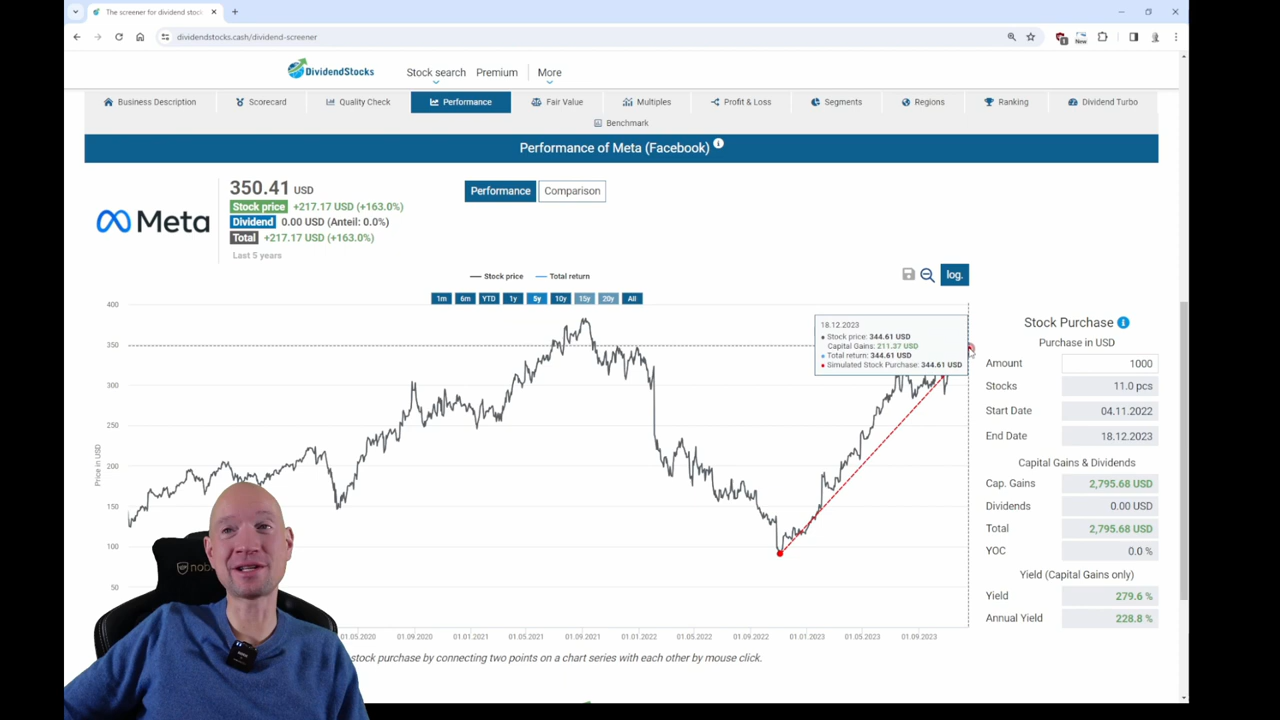 The screener for dividend stoc
dividendstocks.cash/dividend-screener
New
DividendStocks
Stock search
Premium
More
Business Description
Scorecard
Quality Check
Performance
Fair Value
Multiples
Profit & Loss
Segments
Regions
Ranking
Dividend Turbo
Benchmark
Performance of Meta (Facebook)
Meta
350.41 USD
Stock price +217.17 USD (+163.0%)
Dividend 0.00 USD (Anteil: 0.0%)
Total +217.17 USD (+163.0%)
Last 5 years
Performance
Comparison
Stock price
Total return
log.
1m 6m YTD 1y 5y 10y 15y 20y All
400
350
300
250
200
150
100
50
Price in USD
18.12.2023
Stock price: 344.61 USD
Capital Gains: 211.37 USD
Total return: 344.61 USD
Simulated Stock Purchase: 344.61 USD
01.05.2020 01.09.2020 01.01.2021 01.05.2021 01.09.2021 01.01.2022 01.05.2022 01.09.2022 01.01.2023 01.05.2023 01.09.2023
stock purchase by connecting two points on a chart series with each other by mouse click.
Stock Purchase
Purchase in USD
Amount 1000
Stocks 11.0 pcs
Start Date 04.11.2022
End Date 18.12.2023
Capital Gains & Dividends
Cap. Gains 2,795.68 USD
Dividends 0.00 USD
Total 2,795.68 USD
YOC 0.0 %
Yield (Capital Gains only)
Yield 279.6 %
Annual Yield 228.8 %